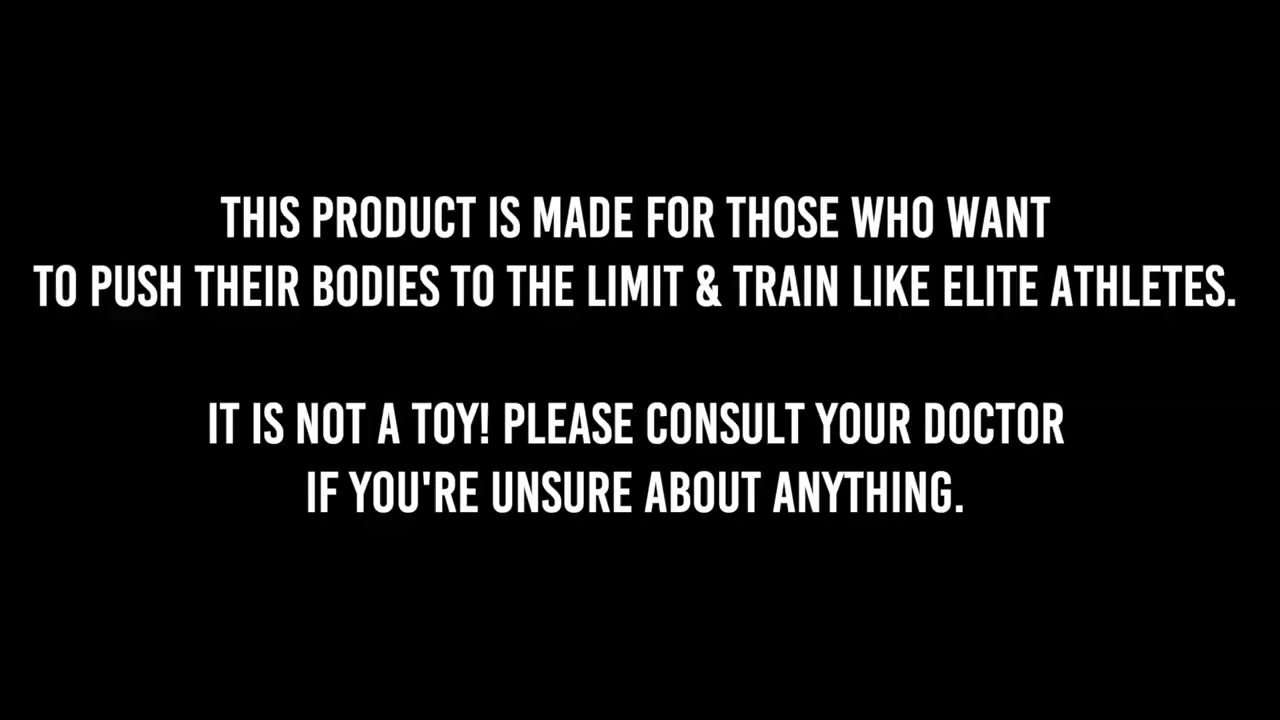 THIS PRODUCT IS MADE FOR THOSE WHO WANT
TO PUSH THEIR BODIES TO THE LIMIT & TRAIN LIKE ELITE ATHLETES.
IT IS NOT A TOY! PLEASE CONSULT YOUR DOCTOR
IF YOU'RE UNSURE ABOUT ANYTHING.